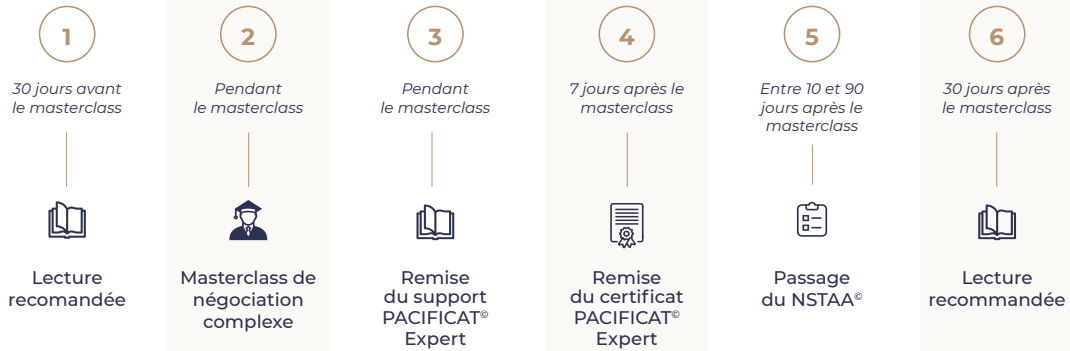 1
30 jours avant
le masterclass
Lecture
recomandée
2
Pendant
le masterclass
Masterclass de
négociation
complexe
3
Pendant
le masterclass
Remise
du support
PACIFICAT©
Expert
4
7 jours après le
masterclass
Remise
du certificat
PACIFICAT©
Expert
5
Entre 10 et 90
jours après le
masterclass
Passage
du NSTAA©
6
30 jours après
le masterclass
Lecture
recommandée